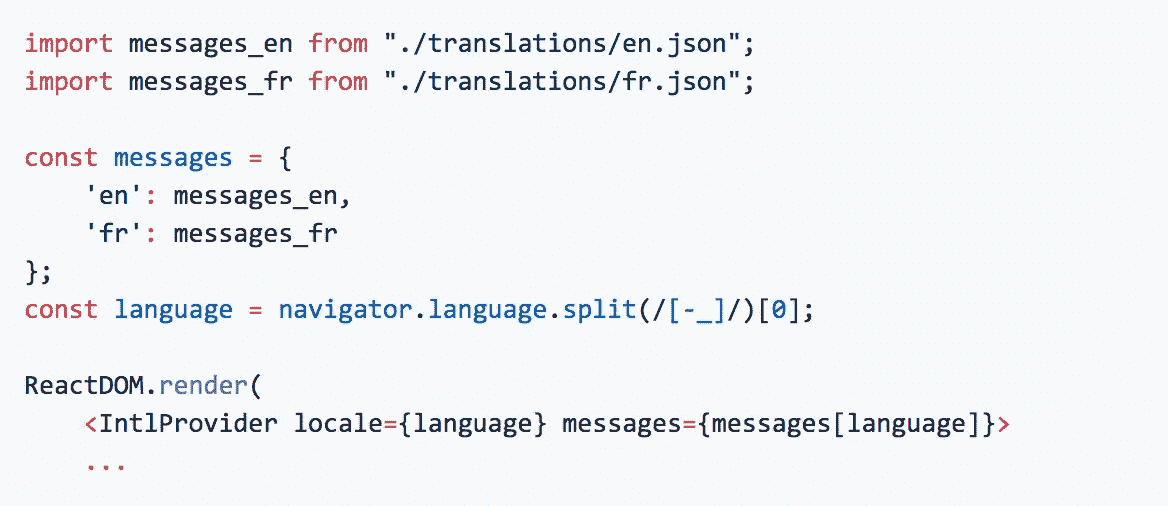 import messages_en from "./translations/en.json";
import messages_fr from "./translations/fr.json";
const messages = {
'en': messages_en,
'fr': messages_fr
};
const language = navigator.language.split(/[-_]/)[0];
ReactDOM.render(
<IntlProvider locale={language} messages={messages[language]}>
...